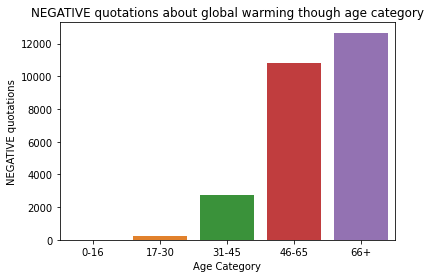 NEGATIVE quotations about global warming though age category
12000
10000
8000
6000
4000
2000
0
NEGATIVE quotations
0-16 17-30 31-45 46-65 66+
Age Category